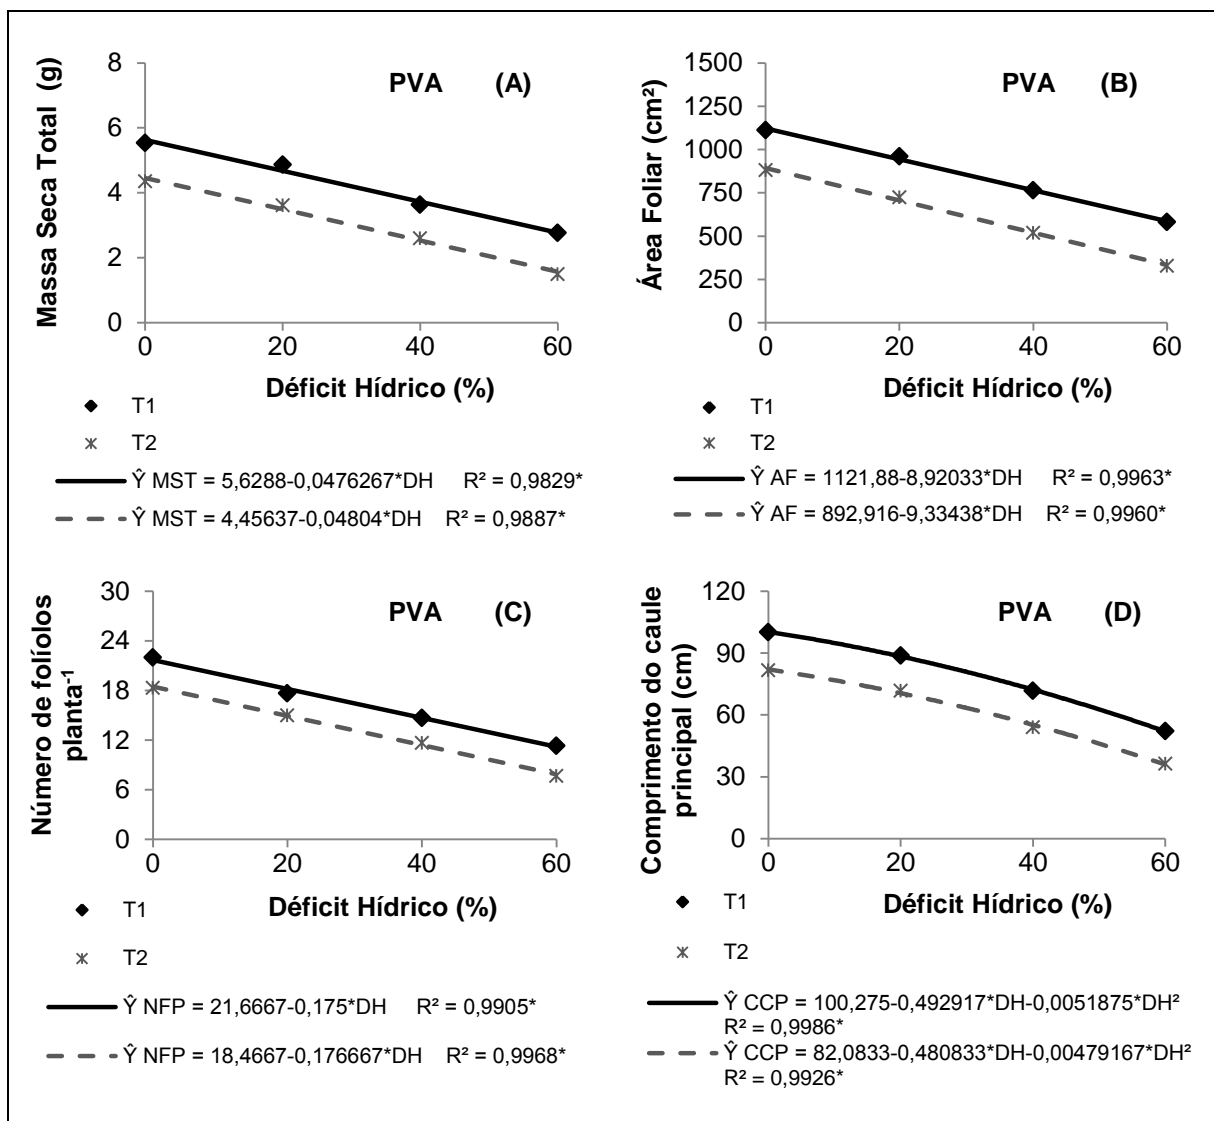 PVA (A)
Massa Seca Total (g)
8
6
4
2
0
0 20 40 60
Déficit Hídrico (%)
T1
T2
Ŷ MST = 5,6288-0,0476267*DH R² = 0,9829*
Ŷ MST = 4,45637-0,04804*DH R² = 0,9887*
PVA (B)
Área Foliar (cm²)
1500
1250
1000
750
500
250
0
0 20 40 60
Déficit Hídrico (%)
T1
T2
Ŷ AF = 1121,88-8,92033*DH R² = 0,9963*
Ŷ AF = 892,916-9,33438*DH R² = 0,9960*
PVA (C)
Número de folíolos
planta⁻¹
30
24
18
12
6
0
0 20 40 60
Déficit Hídrico (%)
T1
T2
Ŷ NFP = 21,6667-0,175*DH R² = 0,9905*
Ŷ NFP = 18,4667-0,176667*DH R² = 0,9968*
PVA (D)
Comprimento do caule
principal (cm)
120
90
60
30
0
0 20 40 60
Déficit Hídrico (%)
T1
T2
Ŷ CCP = 100,275-0,492917*DH-0,0051875*DH²
R² = 0,9986*
Ŷ CCP = 82,0833-0,480833*DH-0,00479167*DH²
R² = 0,9926*